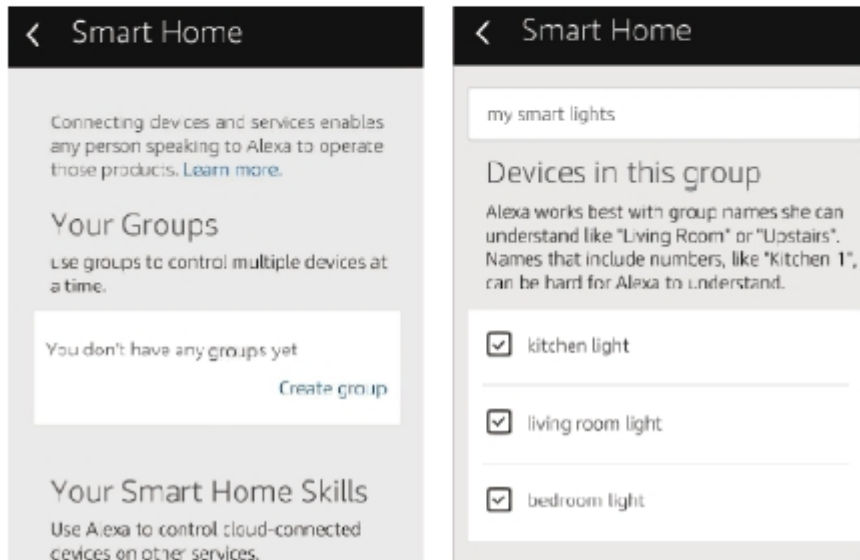 Smart Home
Connecting devices and services enables
any person speaking to Alexa to operate
those products. Learn more.
Your Groups
use groups to control multiple devices at
a time.
You don't have any groups yet
Create group
Your Smart Home Skills
Use Alexa to control cloud-connected
devices on other services.
Smart Home
my smart lights
Devices in this group
Alexa works best with group names she can
understand like "Living Room" or "Upstairs".
Names that include numbers, like "Kitchen 1",
can be hard for Alexa to understand.
kitchen light
living room light
bedroom light